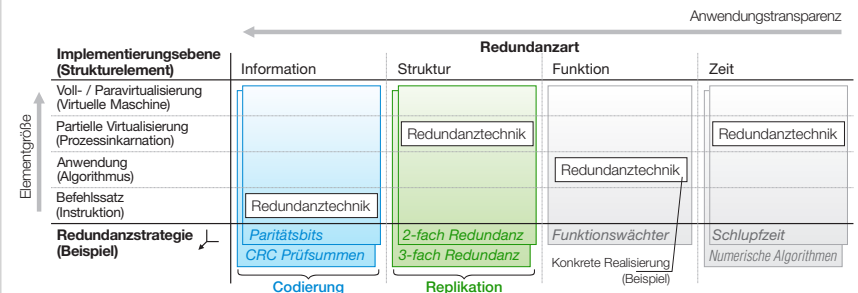 Anwendungstransparenz
Redundanzart
Implementierungsebene
(Strukturelement)
Information
Struktur
Funktion
Zeit
Elementgröße
Voll- / Paravirtualisierung
(Virtuelle Maschine)
Partielle Virtualisierung
(Prozessinkarnation)
Redundanztechnik
Redundanztechnik
Anwendung
(Algorithmus)
Redundanztechnik
Befehlssatz
(Instruktion)
Redundanztechnik
Redundanzstrategie
(Beispiel)
Paritätsbits
2-fach Redundanz
Funktionswächter
Schlupfzeit
CRC Prüfsummen
3-fach Redundanz
Numerische Algorithmen
Konkrete Realisierung
(Beispiel)
Codierung
Replikation